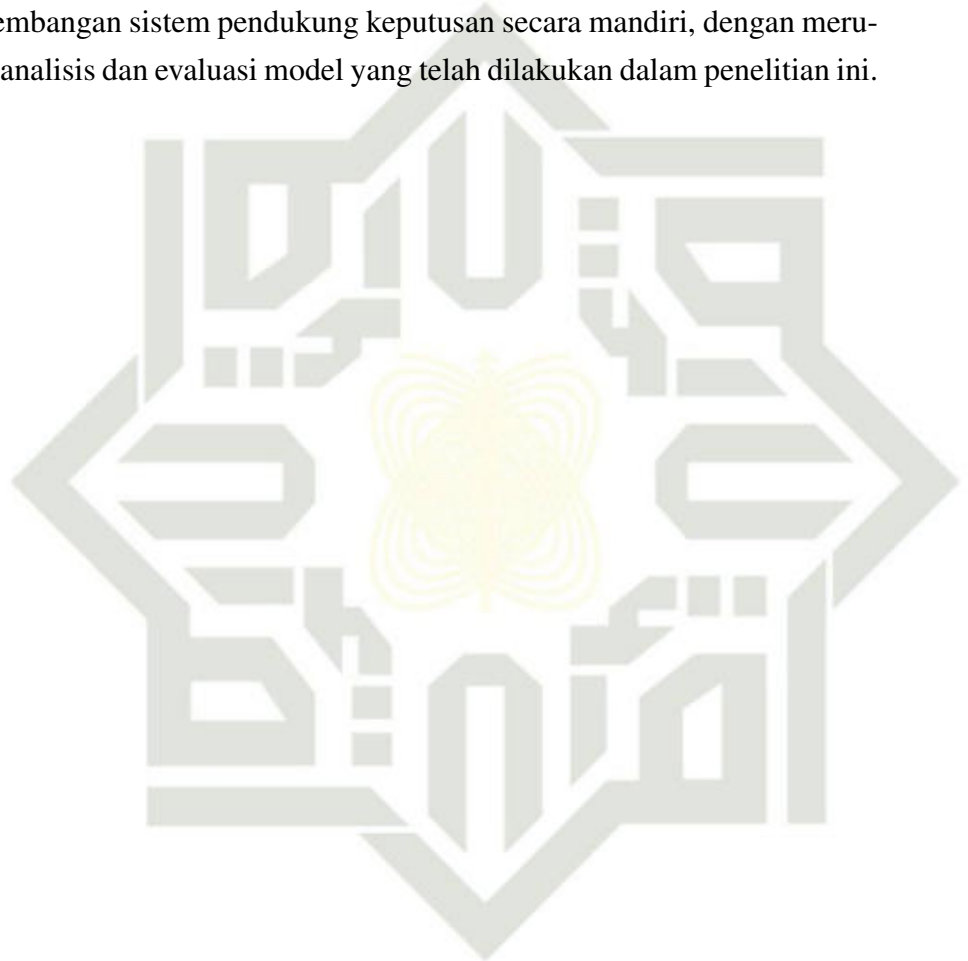 embangan sistem pendukung keputusan secara mandiri, dengan meru-
analisis dan evaluasi model yang telah dilakukan dalam penelitian ini.